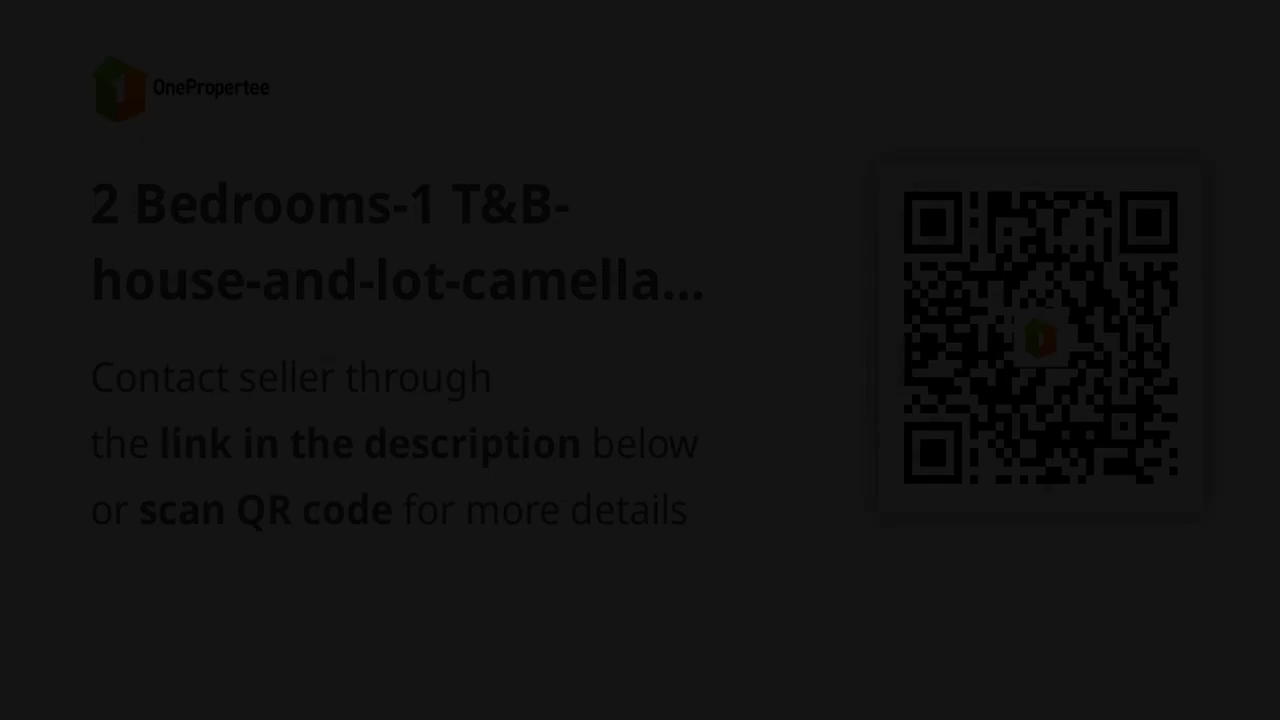 OnePropertee
2 Bedrooms-1 T&B-
house-and-lot-camella...
Contact seller through
the link in the description below
or scan QR code for more details